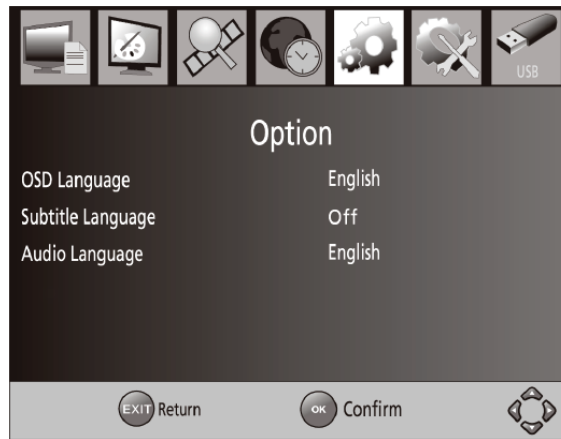 USB
Option
OSD Language English
Subtitle Language Off
Audio Language English
EXIT Return OK Confirm